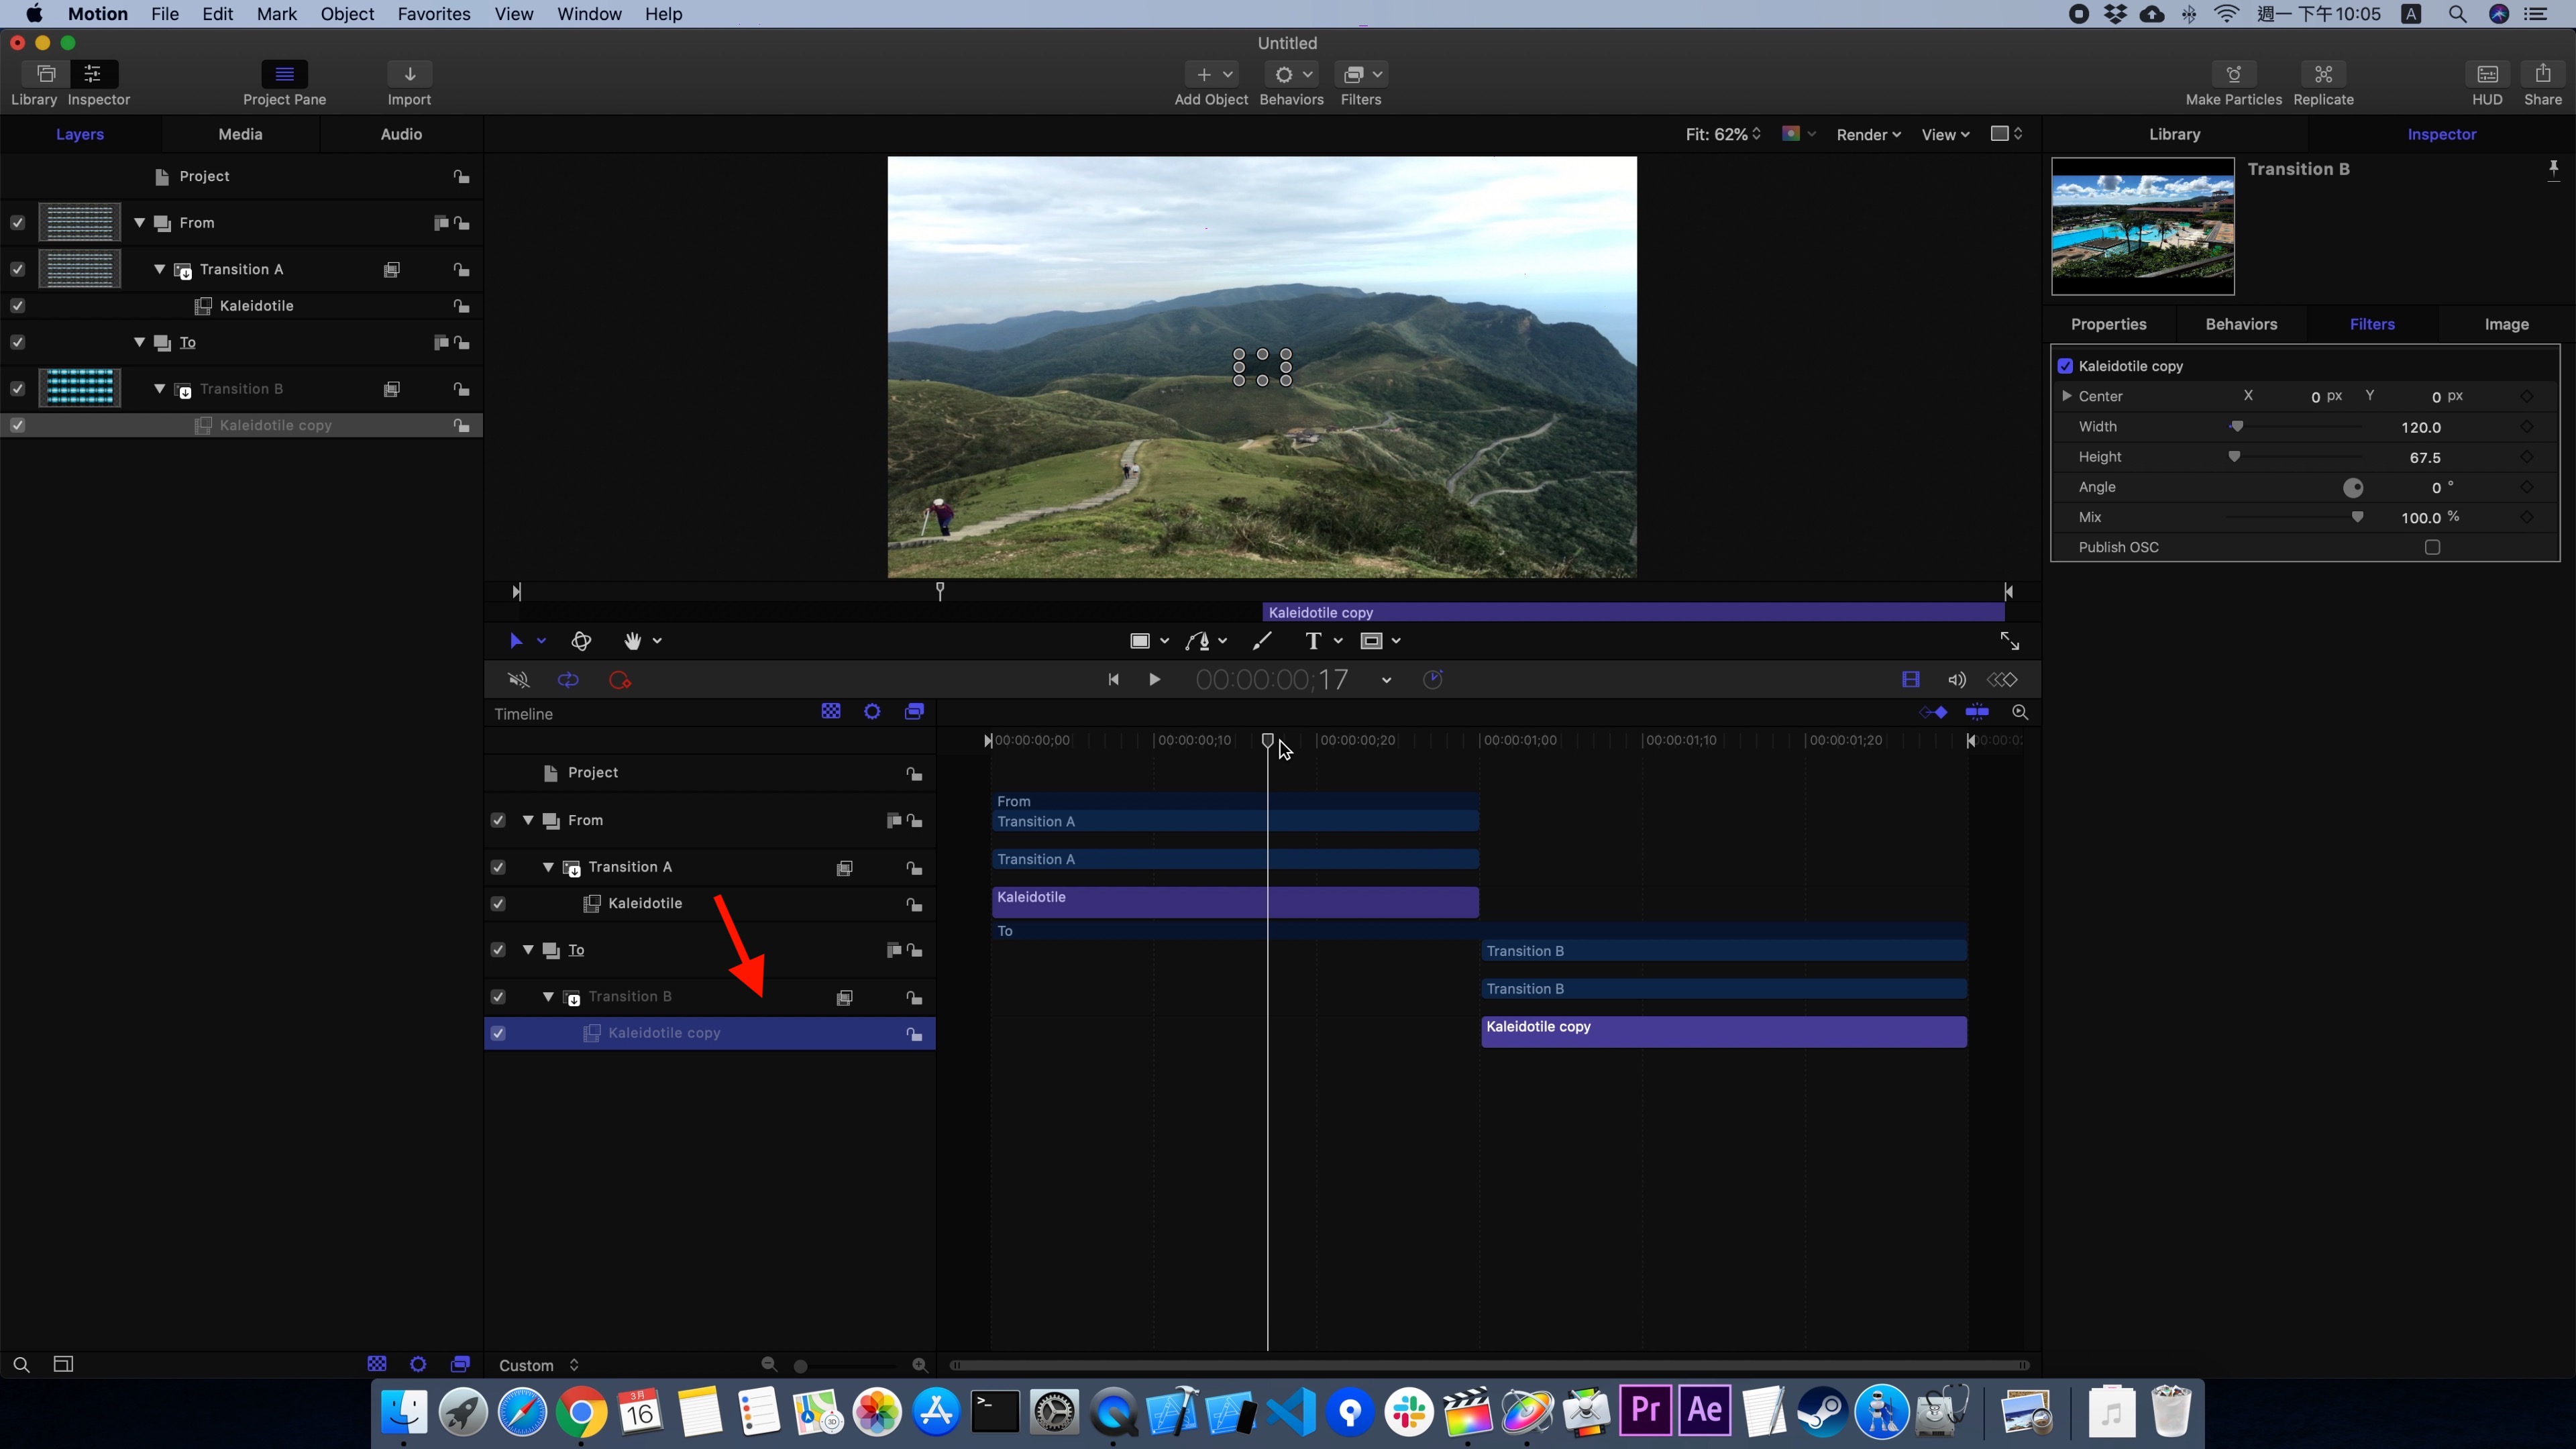 Motion File Edit Mark Object Favorites View Window Help 週一 下午10:05 A
Untitled
Library Inspector Project Pane Import Add Object Behaviors Filters Make Particles Replicate HUD Share
Layers Media Audio Fit: 62% Render View Library Inspector
Project
From
Transition A
Kaleidotile
To
Transition B
Kaleidotile copy
Transition B
Properties Behaviors Filters Image
Kaleidotile copy
Center X 0 px Y 0 px
Width 120.0
Height 67.5
Angle 0 °
Mix 100.0 %
Publish OSC
Kaleidotile copy
T
00:00:00;17
Timeline
00:00:00;00 00:00:00;10 00:00:00;20 00:00:01;00 00:00:01;10 00:00:01;20
Project
From
Transition A
Kaleidotile
To
Transition B
Kaleidotile copy
From
Transition A
Transition A
Kaleidotile
To
Transition B
Transition B
Kaleidotile copy
Custom
3月
16
3D
>_
Pr
Ae